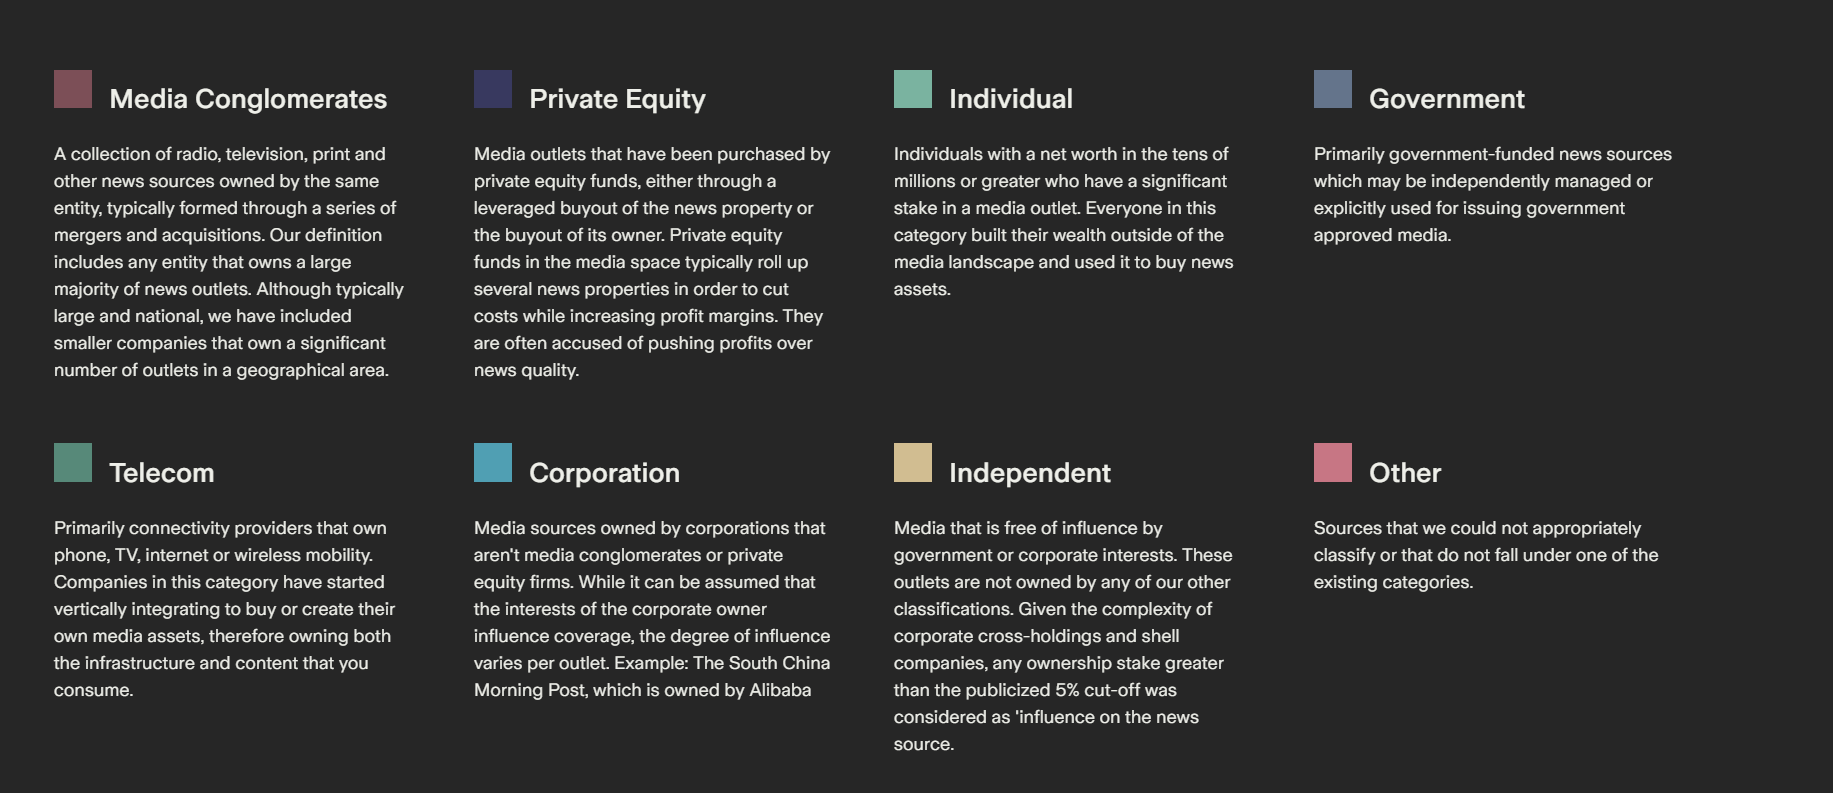 Media Conglomerates
A collection of radio, television, print and
other news sources owned by the same
entity, typically formed through a series of
mergers and acquisitions. Our definition
includes any entity that owns a large
majority of news outlets. Although typically
large and national, we have included
smaller companies that own a significant
number of outlets in a geographical area.
Private Equity
Media outlets that have been purchased by
private equity funds, either through a
leveraged buyout of the news property or
the buyout of its owner. Private equity
funds in the media space typically roll up
several news properties in order to cut
costs while increasing profit margins. They
are often accused of pushing profits over
news quality.
Individual
Individuals with a net worth in the tens of
millions or greater who have a significant
stake in a media outlet. Everyone in this
category built their wealth outside of the
media landscape and used it to buy news
assets.
Government
Primarily government-funded news sources
which may be independently managed or
explicitly used for issuing government
approved media.
Telecom
Primarily connectivity providers that own
phone, TV, internet or wireless mobility.
Companies in this category have started
vertically integrating to buy or create their
own media assets, therefore owning both
the infrastructure and content that you
consume.
Corporation
Media sources owned by corporations that
aren't media conglomerates or private
equity firms. While it can be assumed that
the interests of the corporate owner
influence coverage, the degree of influence
varies per outlet. Example: The South China
Morning Post, which is owned by Alibaba
Independent
Media that is free of influence by
government or corporate interests. These
outlets are not owned by any of our other
classifications. Given the complexity of
corporate cross-holdings and shell
companies, any ownership stake greater
than the publicized 5% cut-off was
considered as 'influence on the news
source.
Other
Sources that we could not appropriately
classify or that do not fall under one of the
existing categories.